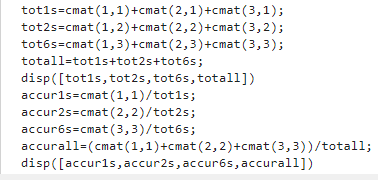 tot1s=cmat(1,1)+cmat(2,1)+cmat(3,1);
tot2s=cmat(1,2)+cmat(2,2)+cmat(3,2);
tot6s=cmat(1,3)+cmat(2,3)+cmat(3,3);
totall=tot1s+tot2s+tot6s;
disp([tot1s,tot2s,tot6s,totall])
accur1s=cmat(1,1)/tot1s;
accur2s=cmat(2,2)/tot2s;
accur6s=cmat(3,3)/tot6s;
accurall=(cmat(1,1)+cmat(2,2)+cmat(3,3))/totall;
disp([accur1s,accur2s,accur6s,accurall])